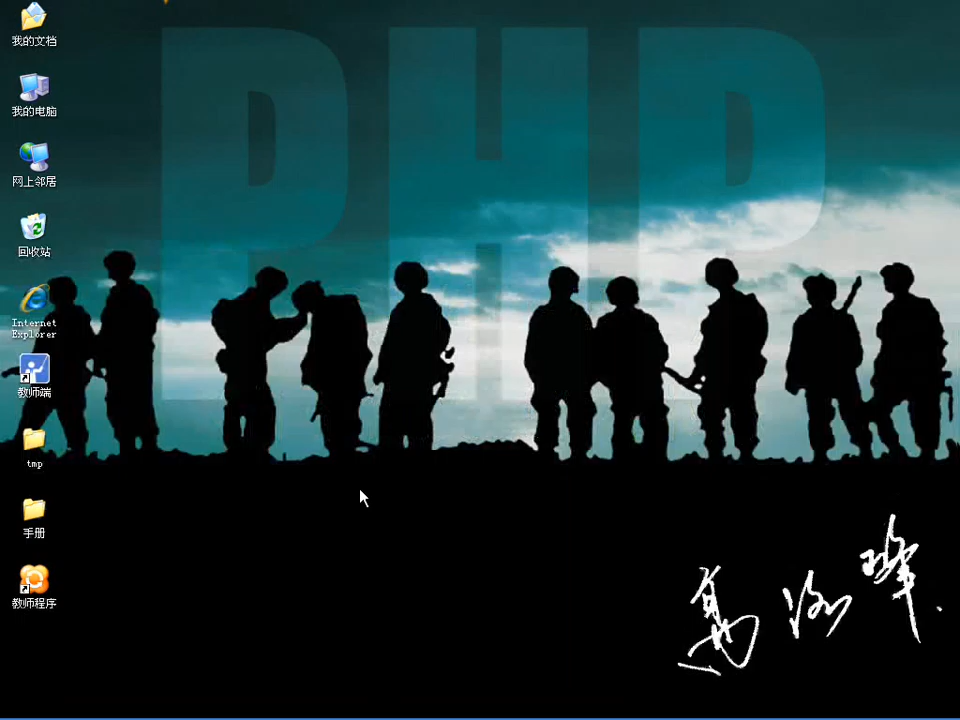 PHP
我的文档
我的电脑
网上邻居
回收站
Internet
Explorer
教师端
tmp
手册
教师程序